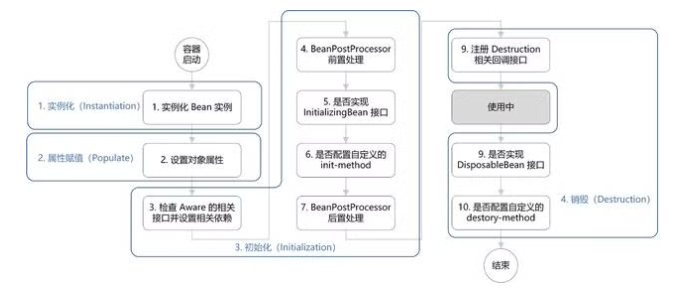 容器
启动
1. 实例化（Instantiation）
1. 实例化 Bean 实例
2. 属性赋值（Populate）
2. 设置对象属性
3. 检查 Aware 的相关
接口并设置相关依赖
3. 初始化（Initialization）
4. BeanPostProcessor
前置处理
5. 是否实现
InitializingBean 接口
6. 是否配置自定义的
init-method
7. BeanPostProcessor
后置处理
9. 注册 Destruction
相关回调接口
使用中
9. 是否实现
DisposableBean 接口
10. 是否配置自定义的
destory-method
4. 销毁（Destruction）
结束